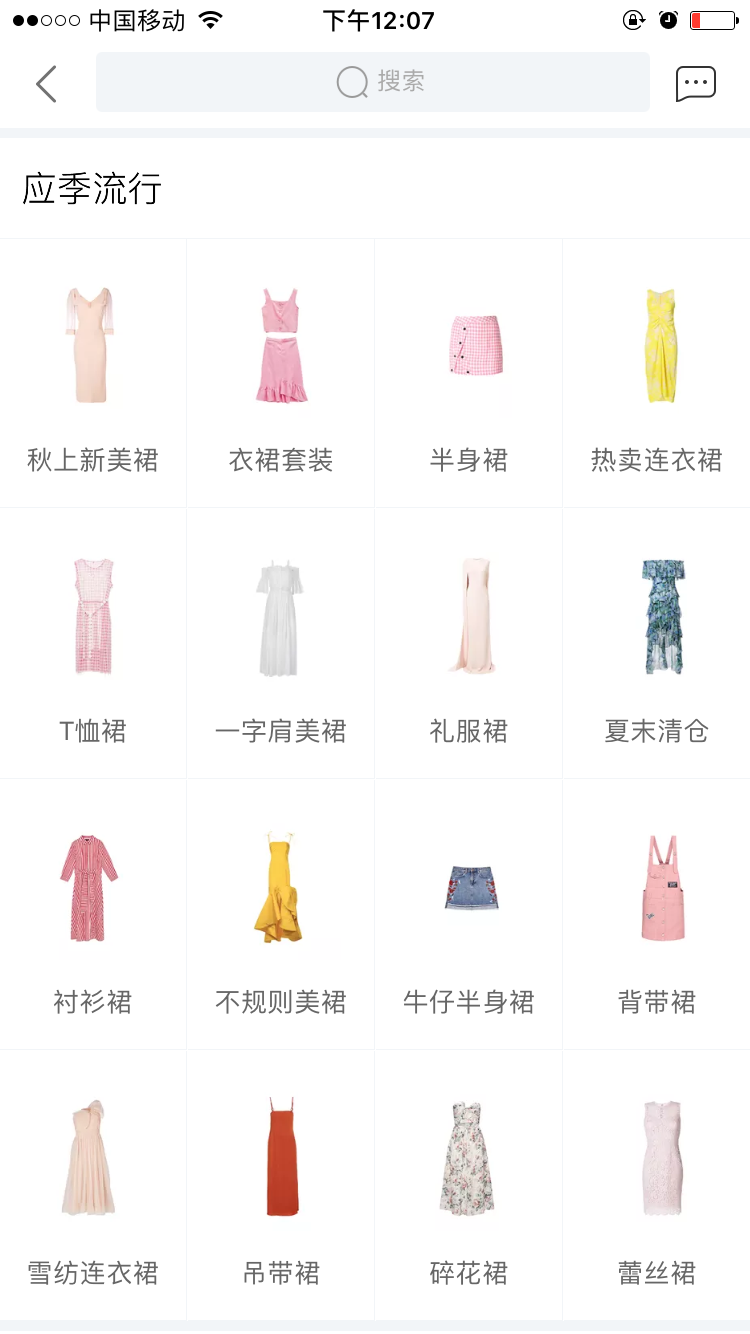 中国移动 下午12:07
搜索
应季流行
秋上新美裙 衣裙套装 半身裙 热卖连衣裙
T恤裙 一字肩美裙 礼服裙 夏末清仓
衬衫裙 不规则美裙 牛仔半身裙 背带裙
雪纺连衣裙 吊带裙 碎花裙 蕾丝裙